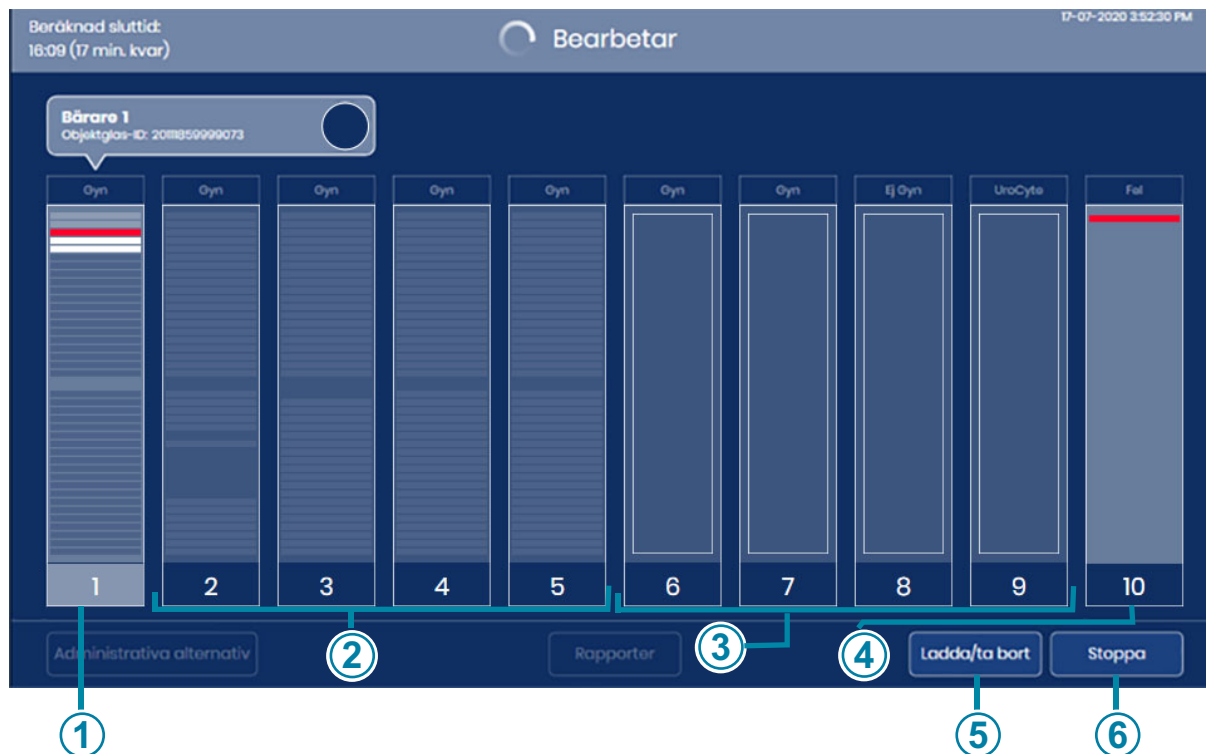 Beräknad sluttid:
16:09 (17 min. kvar)
Bearbetar
17-07-2020 3:52:30 PM
Bärare 1
Objektglas-ID: 20111859999073
Gyn Gyn Gyn Gyn Gyn Gyn Gyn Ej Gyn UroCyte Fel
1 2 3 4 5 6 7 8 9 10
Administrativa alternativ
Rapporter
Ladda/ta bort
Stoppa
1 2 3 4 5 6